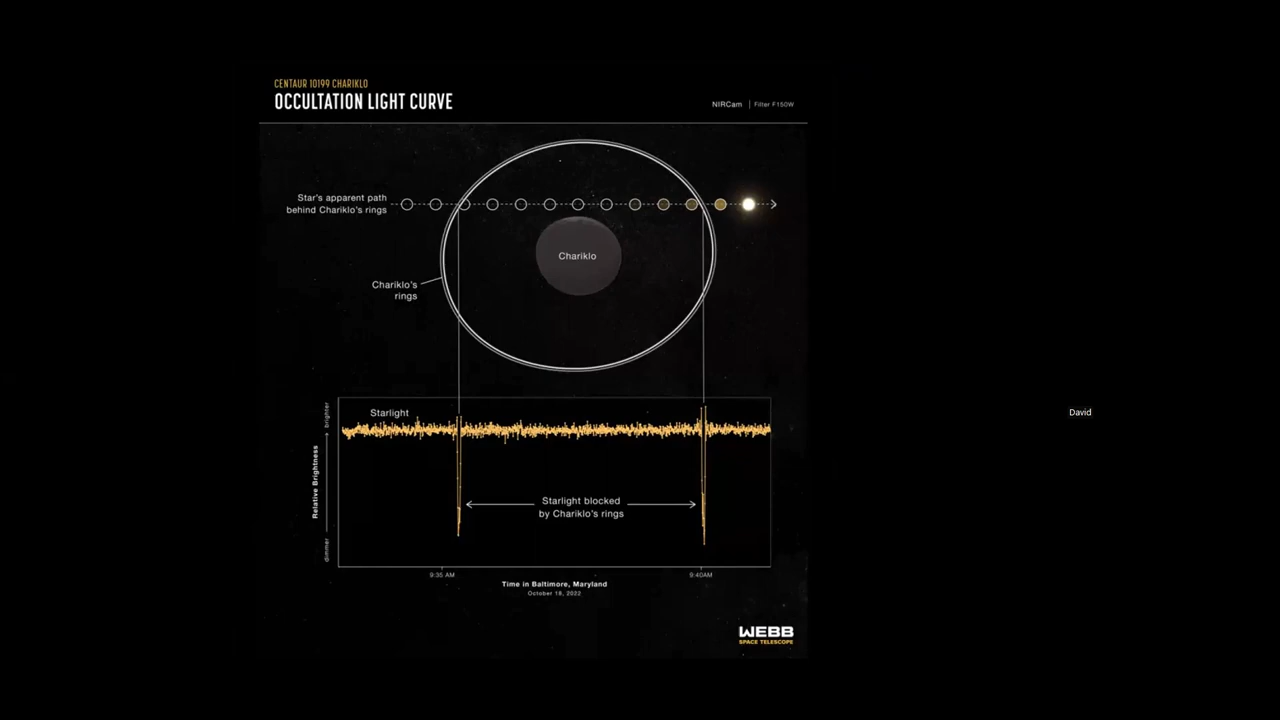 CENTAUR 10199 CHARIKLO
OCCULTATION LIGHT CURVE
NIRCam | Filter F150W
Star's apparent path
behind Chariklo's rings
Chariklo
Chariklo's
rings
Starlight
brighter
Relative Brightness
dimmer
Starlight blocked
by Chariklo's rings
9:35 AM
9:40AM
Time in Baltimore, Maryland
October 18, 2022
David
WEBB
SPACE TELESCOPE